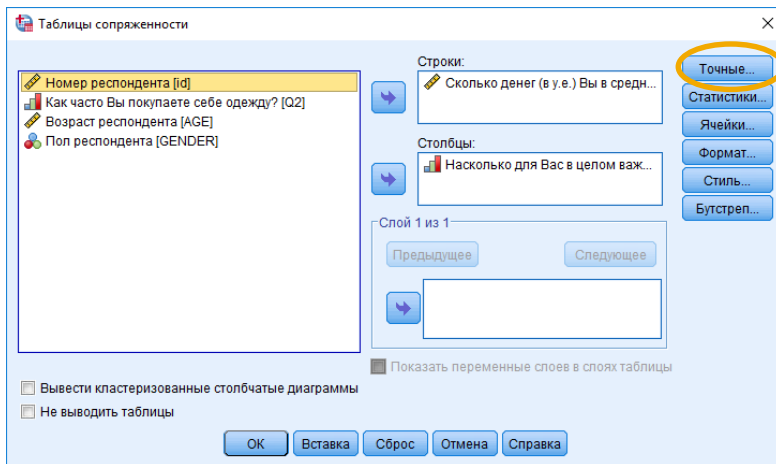 Таблицы сопряженности
Номер респондента [id]
Как часто Вы покупаете себе одежду? [Q2]
Возраст респондента [AGE]
Пол респондента [GENDER]
Строки:
Сколько денег (в у.е.) Вы в средн...
Столбцы:
Насколько для Вас в целом важ...
Слой 1 из 1
Предыдущее
Следующее
Показать переменные слоев в слоях таблицы
Точные...
Статистики...
Ячейки...
Формат...
Стиль...
Бутстреп...
Вывести кластеризованные столбчатые диаграммы
Не выводить таблицы
ОК
Вставка
Сброс
Отмена
Справка